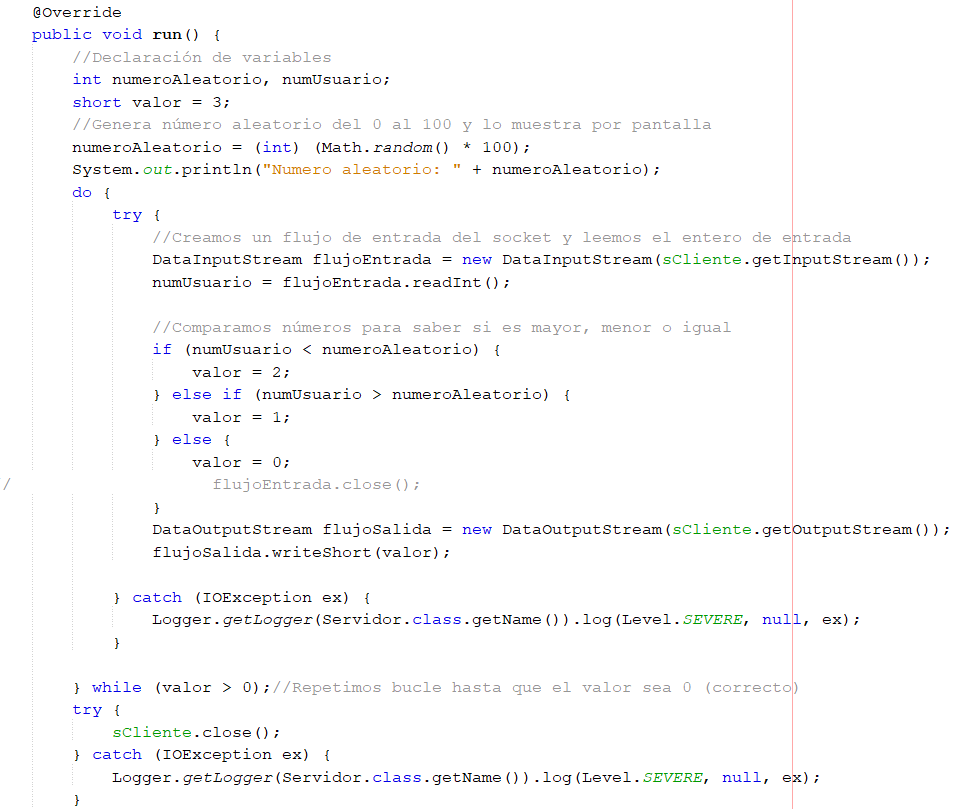 @Override
public void run() {
    //Declaración de variables
    int numeroAleatorio, numUsuario;
    short valor = 3;
    //Genera número aleatorio del 0 al 100 y lo muestra por pantalla
    numeroAleatorio = (int) (Math.random() * 100);
    System.out.println("Numero aleatorio: " + numeroAleatorio);
    do {
        try {
            //Creamos un flujo de entrada del socket y leemos el entero de entrada
            DataInputStream flujoEntrada = new DataInputStream(sCliente.getInputStream());
            numUsuario = flujoEntrada.readInt();

            //Comparamos números para saber si es mayor, menor o igual
            if (numUsuario < numeroAleatorio) {
                valor = 2;
            } else if (numUsuario > numeroAleatorio) {
                valor = 1;
            } else {
                valor = 0;
/                    flujoEntrada.close();
            }
            DataOutputStream flujoSalida = new DataOutputStream(sCliente.getOutputStream());
            flujoSalida.writeShort(valor);

        } catch (IOException ex) {
            Logger.getLogger(Servidor.class.getName()).log(Level.SEVERE, null, ex);
        }

    } while (valor > 0);//Repetimos bucle hasta que el valor sea 0 (correcto)
    try {
        sCliente.close();
    } catch (IOException ex) {
        Logger.getLogger(Servidor.class.getName()).log(Level.SEVERE, null, ex);
    }